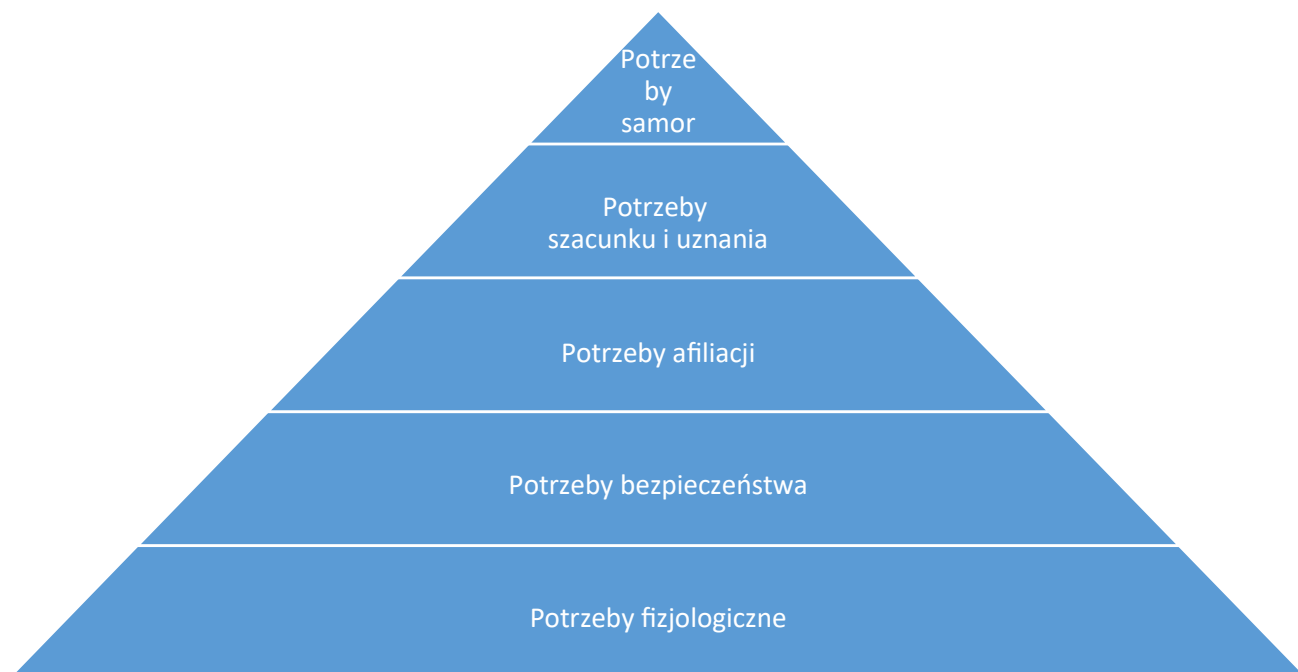 Potrze
by
samor
Potrzeby
szacunku i uznania
Potrzeby afiliacji
Potrzeby bezpieczeństwa
Potrzeby fizjologiczne